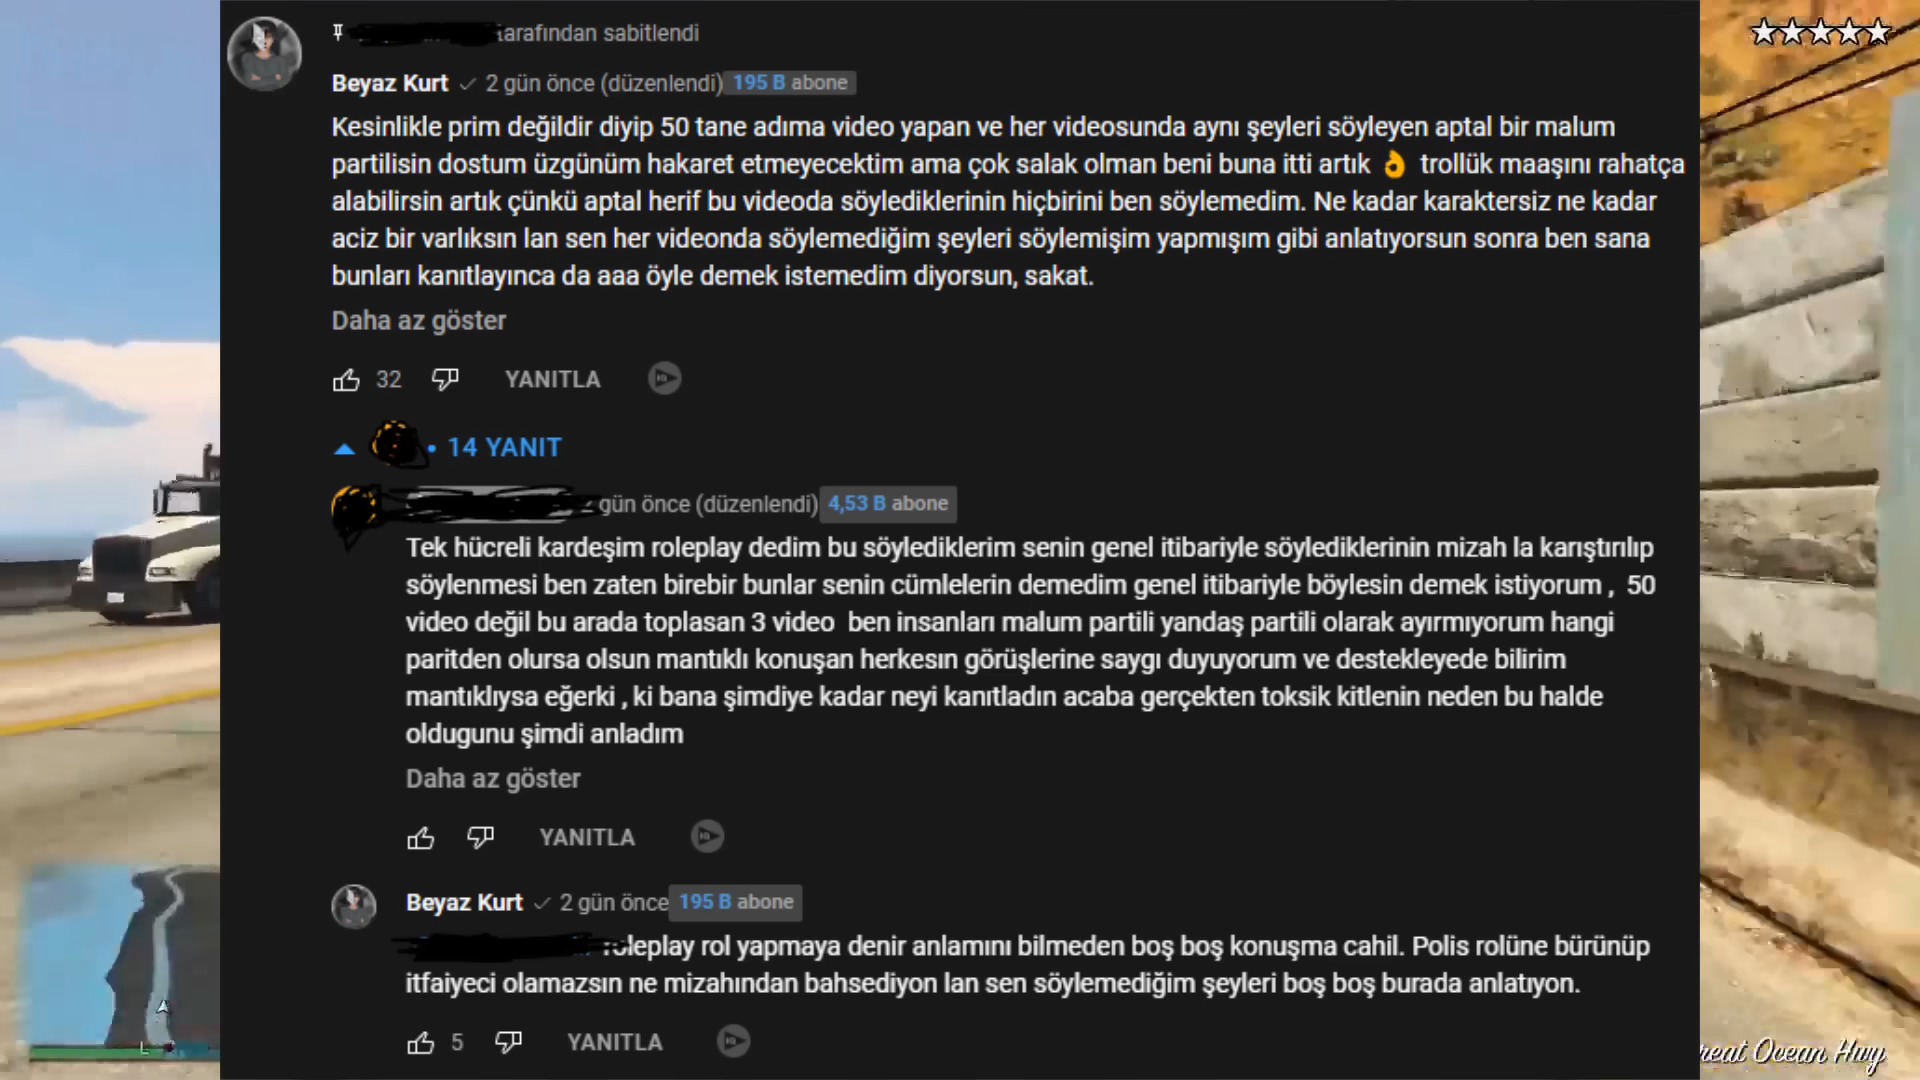 tarafından sabitlendi
Beyaz Kurt 2 gün önce (düzenlendi) 195 B abone
Kesinlikle prim değildir diyip 50 tane adıma video yapan ve her videosunda aynı şeyleri söyleyen aptal bir malum
partilisin dostum üzgünüm hakaret etmeyecektim ama çok salak olman beni buna itti artık 👌 trollük maaşını rahatça
alabilirsin artık çünkü aptal herif bu videoda söylediklerinin hiçbirini ben söylemedim. Ne kadar karaktersiz ne kadar
aciz bir varlıksın lan sen her videonda söylemediğim şeyleri söylemişim yapmışım gibi anlatıyorsun sonra ben sana
bunları kanıtlayınca da aaa öyle demek istemedim diyorsun, sakat.
Daha az göster
32 YANITLA
• 14 YANIT
gün önce (düzenlendi) 4,53 B abone
Tek hücreli kardeşim roleplay dedim bu söylediklerim senin genel itibariyle söylediklerinin mizah la karıştırılıp
söylenmesi ben zaten birebir bunlar senin cümlelerin demedim genel itibariyle böylesin demek istiyorum , 50
video değil bu arada toplasan 3 video ben insanları malum partili yandaş partili olarak ayırmıyorum hangi
paritden olursa olsun mantıklı konuşan herkesın görüşlerine saygı duyuyorum ve destekleyede bilirim
mantıklıysa eğerki , ki bana şimdiye kadar neyi kanıtladın acaba gerçekten toksik kitlenin neden bu halde
oldugunu şimdi anladım
Daha az göster
YANITLA
Beyaz Kurt 2 gün önce 195 B abone
roleplay rol yapmaya denir anlamını bilmeden boş boş konuşma cahil. Polis rolüne bürünüp
itfaiyeci olamazsın ne mizahından bahsediyon lan sen söylemediğim şeyleri boş boş burada anlatıyon.
5 YANITLA
reat Ocean Hwy